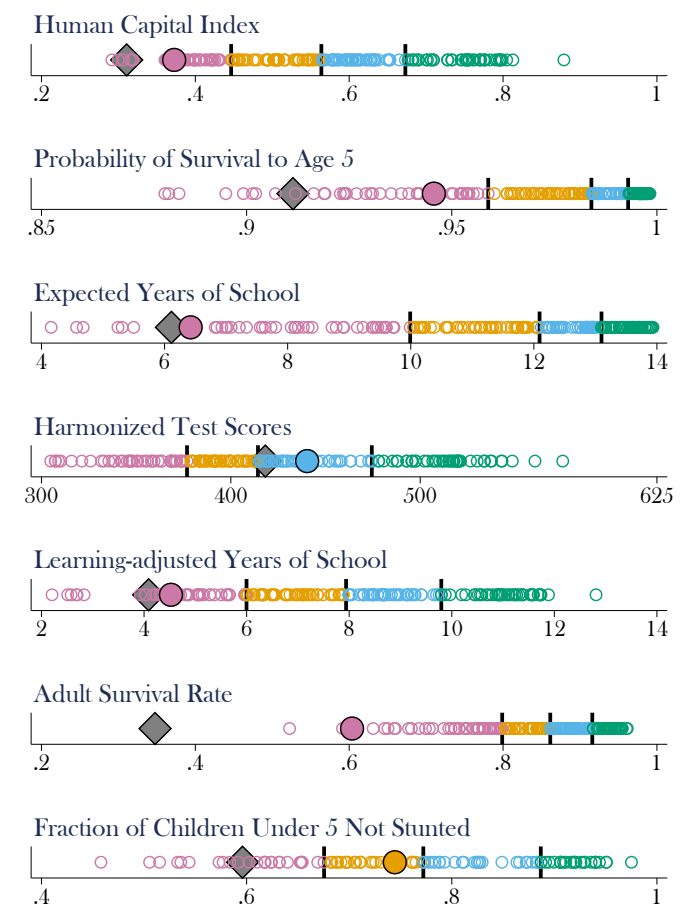 Human Capital Index
.2 .4 .6 .8 1
Probability of Survival to Age 5
.85 .9 .95 1
Expected Years of School
4 6 8 10 12 14
Harmonized Test Scores
300 400 500 625
Learning-adjusted Years of School
2 4 6 8 10 12 14
Adult Survival Rate
.2 .4 .6 .8 1
Fraction of Children Under 5 Not Stunted
.4 .6 .8 1